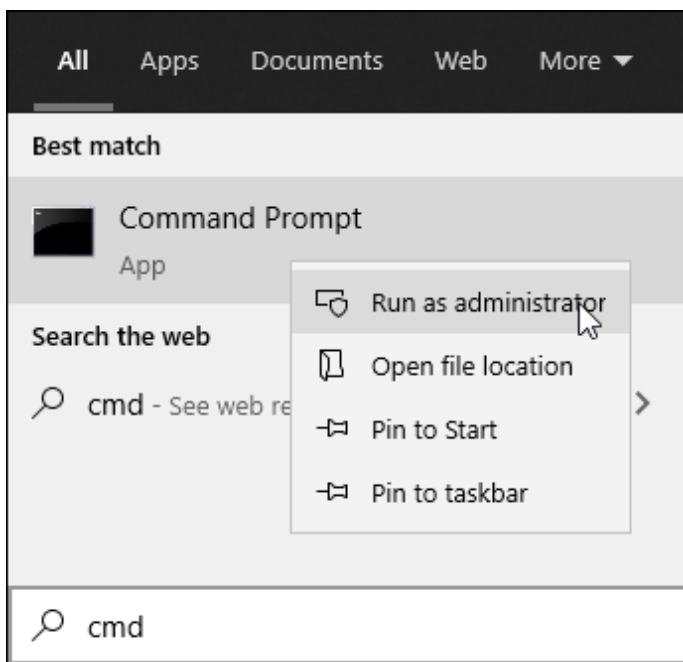 All Apps Documents Web More
Best match
Command Prompt
App
Run as administrator
Search the web
Open file location
cmd - See web re
Pin to Start
Pin to taskbar
cmd